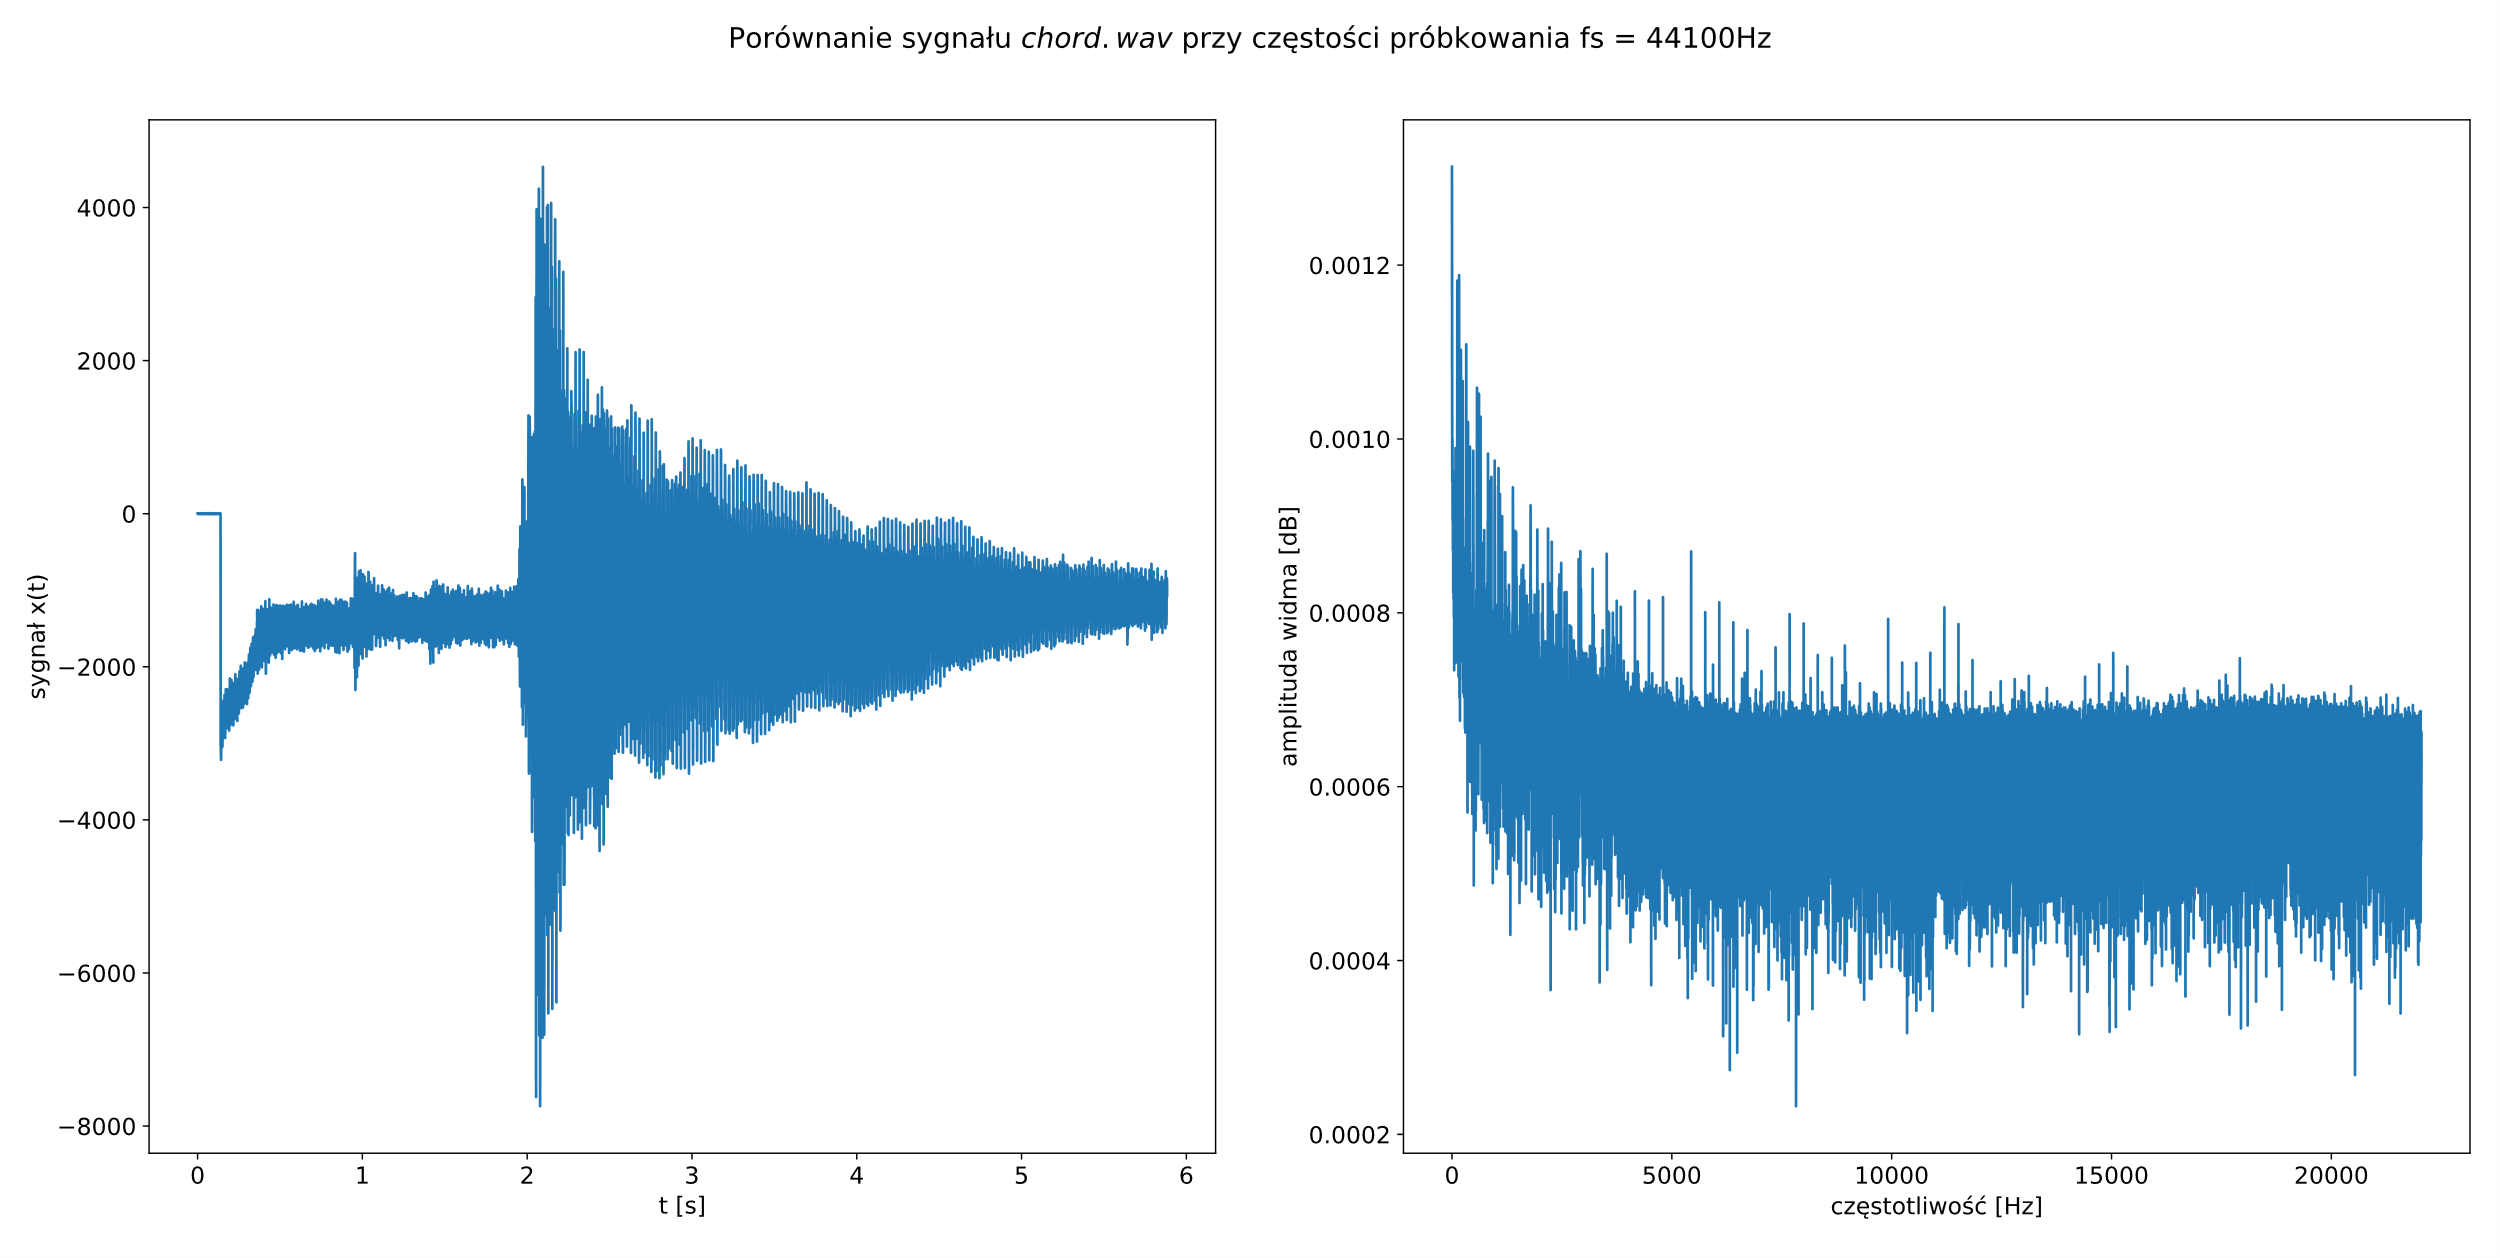 Porównanie sygnału chord.wav przy częstości próbkowania fs = 44100Hz
sygnał x(t)
4000
2000
0
−2000
−4000
−6000
−8000
0 1 2 3 4 5 6
t [s]
amplituda widma [dB]
0.0012
0.0010
0.0008
0.0006
0.0004
0.0002
0 5000 10000 15000 20000
częstotliwość [Hz]